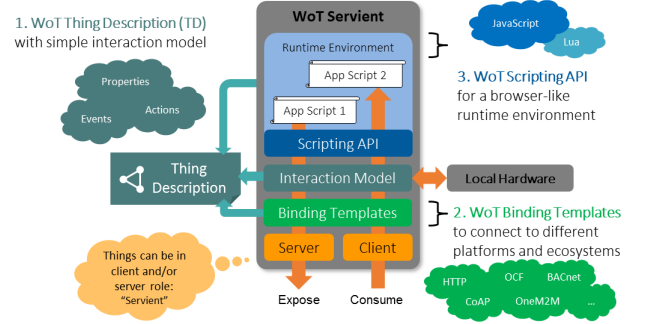 1. WoT Thing Description (TD)
with simple interaction model
Properties
Events
Actions
Thing
Description
Things can be in
client and/or
server role:
“Servient”
WoT Servient
Runtime Environment
App Script 2
App Script 1
Scripting API
Interaction Model
Binding Templates
Server
Client
Expose
Consume
JavaScript
Lua
3. WoT Scripting API
for a browser-like
runtime environment
Local Hardware
2. WoT Binding Templates
to connect to different
platforms and ecosystems
HTTP
OCF
BACnet
CoAP
OneM2M
...